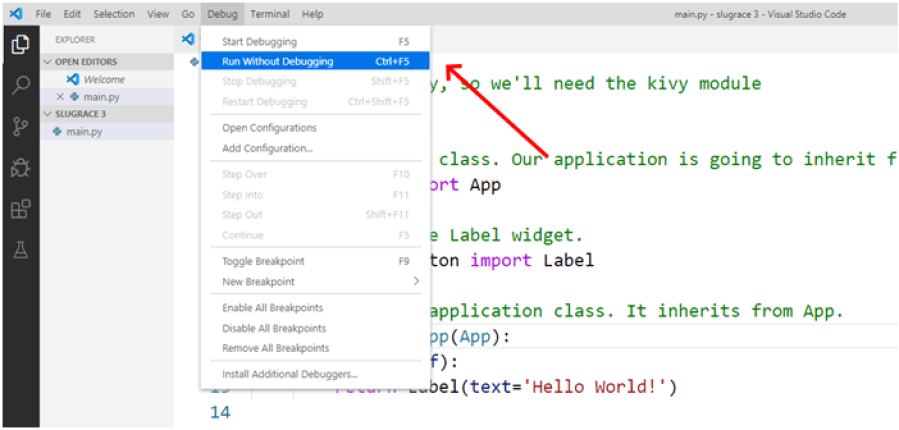 File Edit Selection View Go Debug Terminal Help main.py - slugrace 3 - Visual Studio Code
EXPLORER
OPEN EDITORS
Welcome
main.py
SLUGRACE 3
main.py
Start Debugging F5
Run Without Debugging Ctrl+F5
Stop Debugging Shift+F5
Restart Debugging Ctrl+Shift+F5
Open Configurations
Add Configuration...
Step Over F10
Step Into F11
Step Out Shift+F11
Continue F5
Toggle Breakpoint F9
New Breakpoint
Enable All Breakpoints
Disable All Breakpoints
Remove All Breakpoints
Install Additional Debuggers...
y, so we'll need the kivy module
class. Our application is going to inherit f
ort App
e Label widget.
ton import Label
application class. It inherits from App.
pp(App):
f):
return Label(text='Hello World!')
14